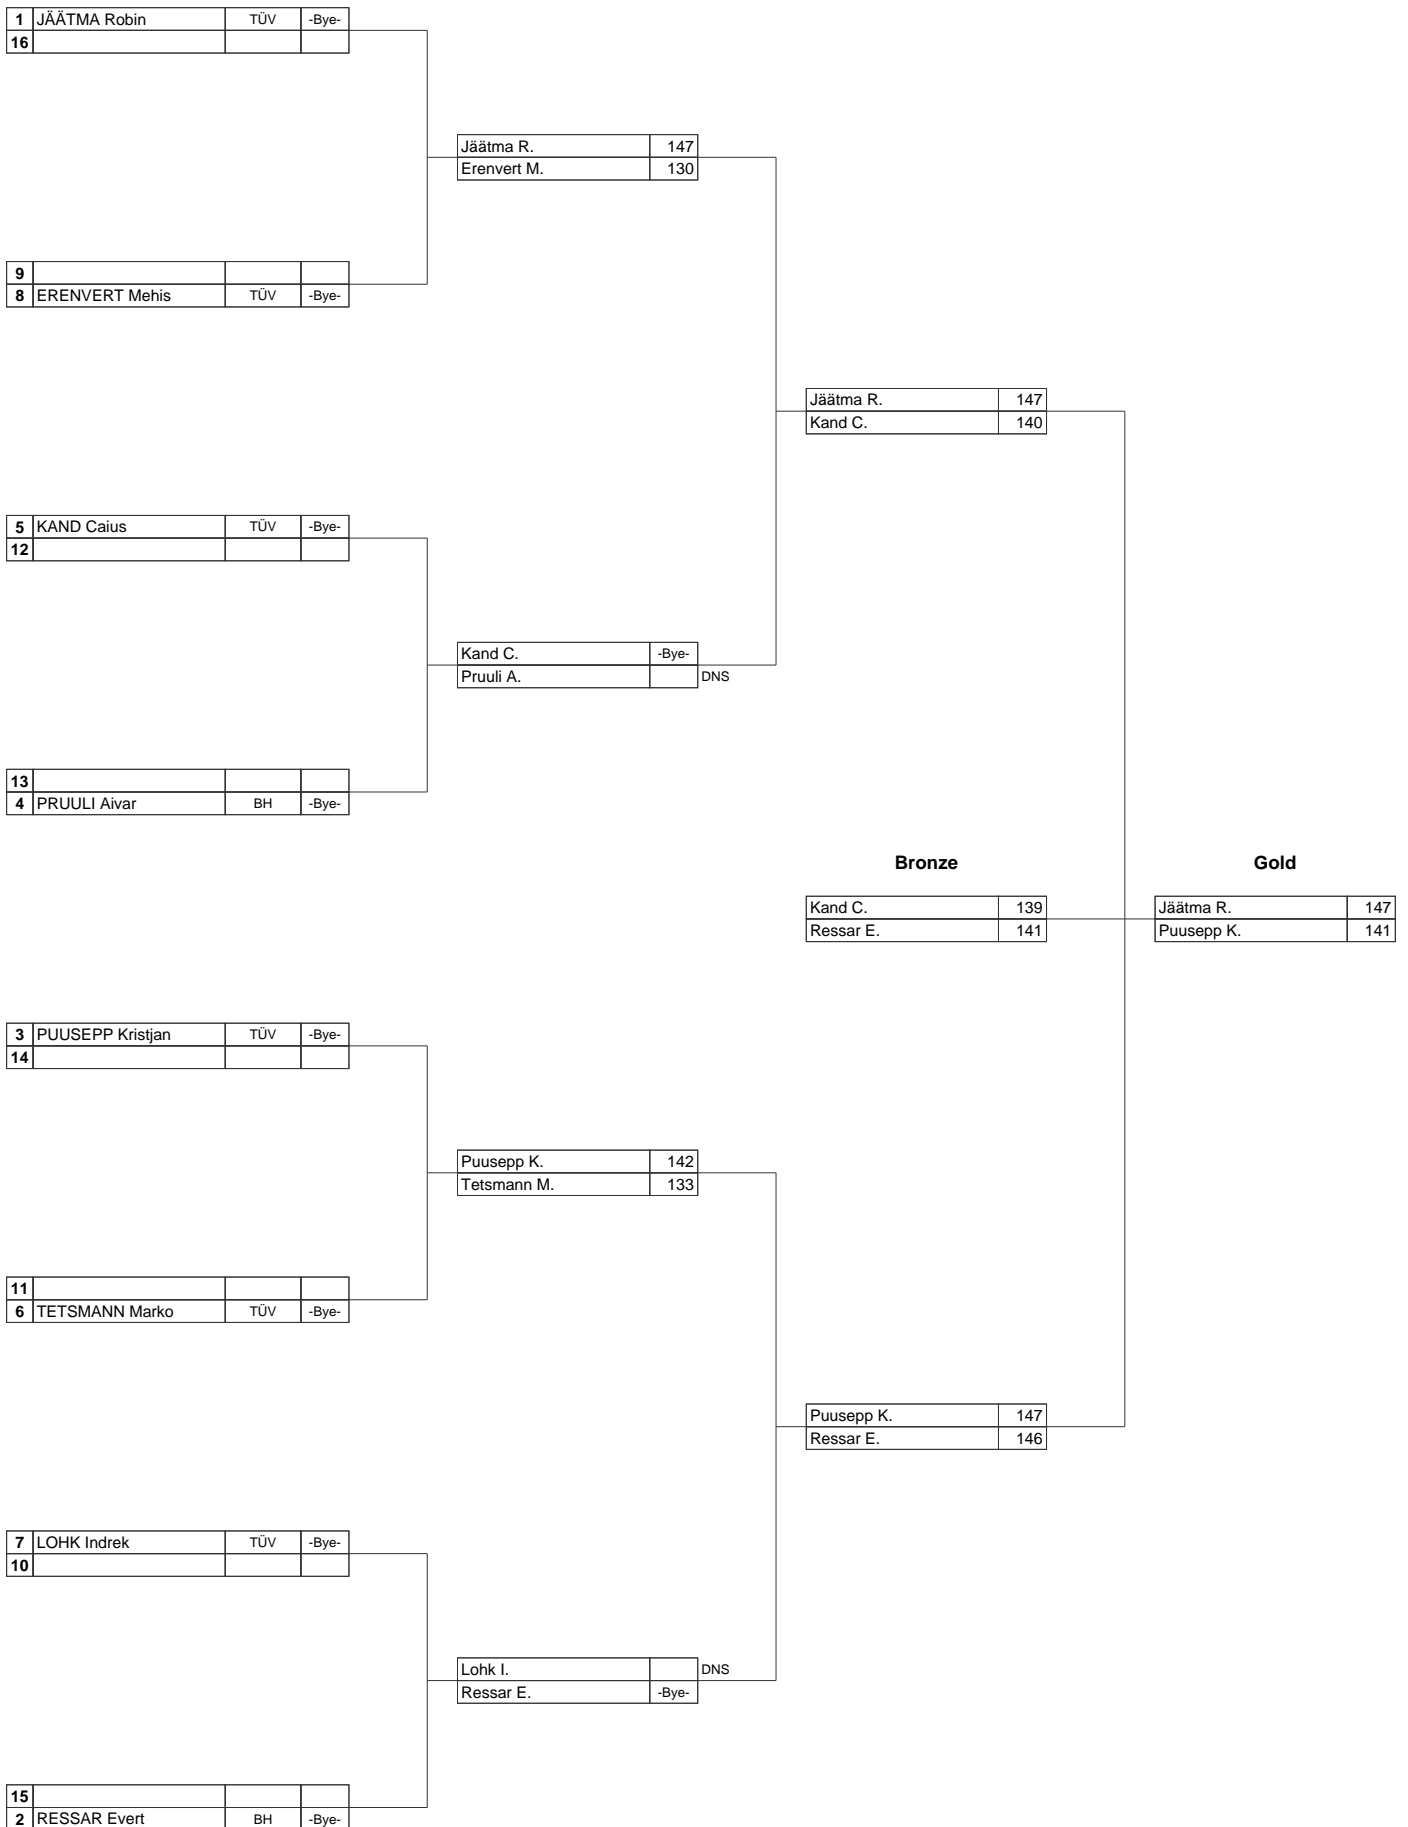 1 JÄÄTMA Robin TÜV -Bye-
16
Jäätma R. 147
Erenvert M. 130
9
8 ERENVERT Mehis TÜV -Bye-
Jäätma R. 147
Kand C. 140
5 KAND Caius TÜV -Bye-
12
Kand C. -Bye-
Pruuli A. DNS
13
4 PRUULI Aivar BH -Bye-
Bronze Gold
Kand C. 139 Jäätma R. 147
Ressar E. 141 Puusepp K. 141
3 PUUSEPP Kristjan TÜV -Bye-
14
Puusepp K. 142
Tetsmann M. 133
11
6 TETSMANN Marko TÜV -Bye-
Puusepp K. 147
Ressar E. 146
7 LOHK Indrek TÜV -Bye-
10
Lohk I. DNS
Ressar E. -Bye-
15
2 RESSAR Evert BH -Bye-